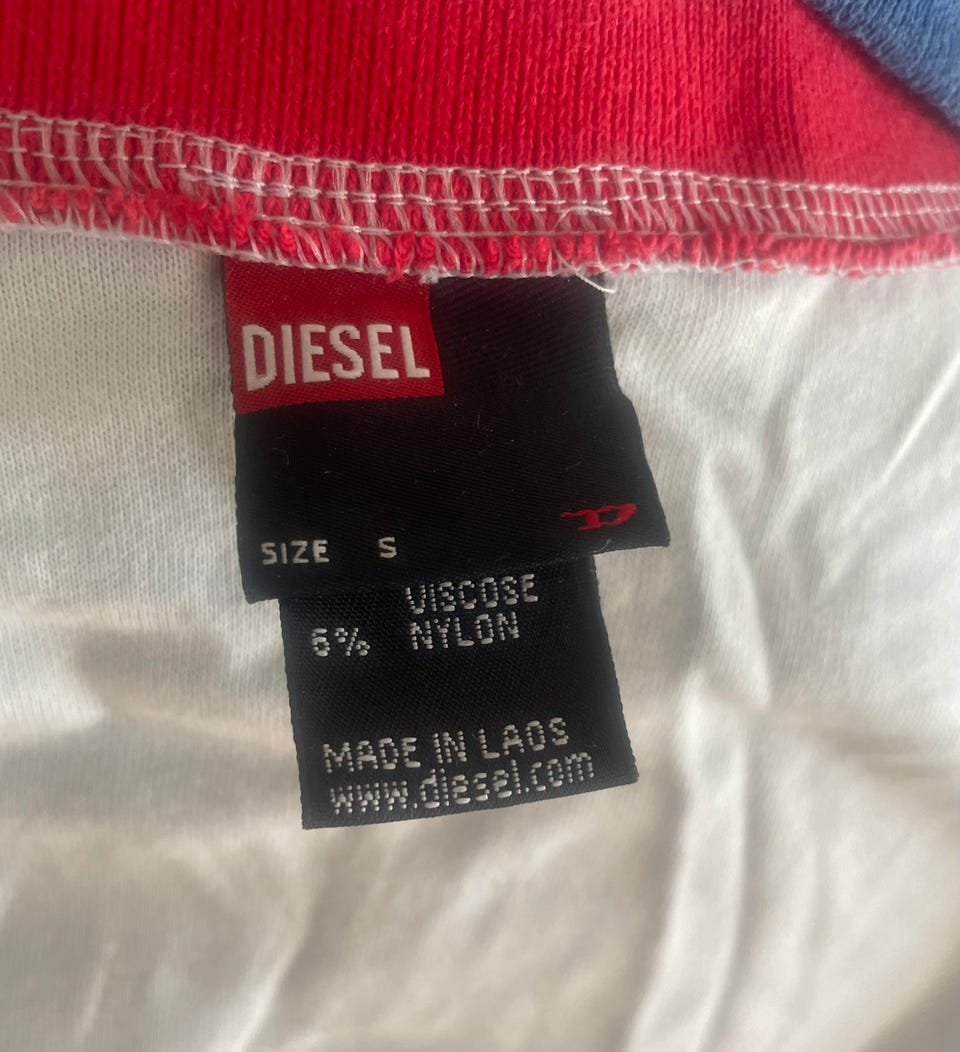 DIESEL
SIZE S
VISCOSE
6% NYLON
MADE IN LAOS
www.diesel.com